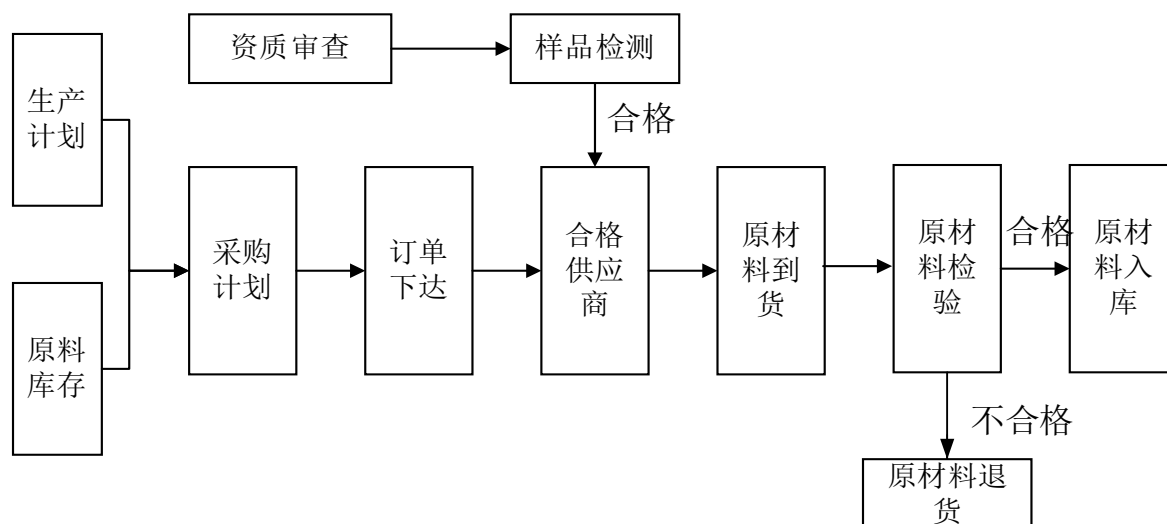 资质审查
样品检测
生产
计划
合格
采购
计划
订单
下达
合格
供应
商
原材
料到
货
原材
料检
验
合格
原材
料入
库
原料
库存
不合格
原材料退
货